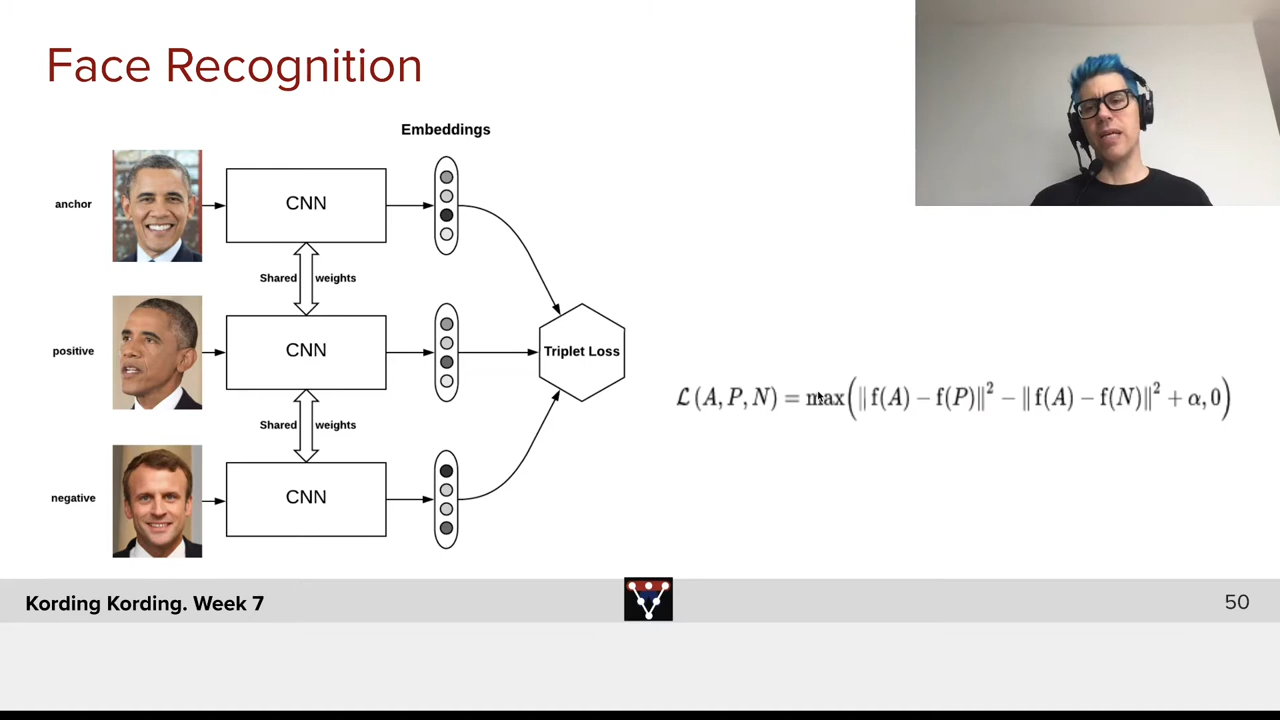 Face Recognition
Embeddings
anchor
CNN
Shared weights
positive
CNN
Triplet Loss
ℒ (A, P, N) = max(‖f(A) − f(P)‖² − ‖f(A) − f(N)‖² + α, 0)
Shared weights
negative
CNN
Kording Kording. Week 7
50